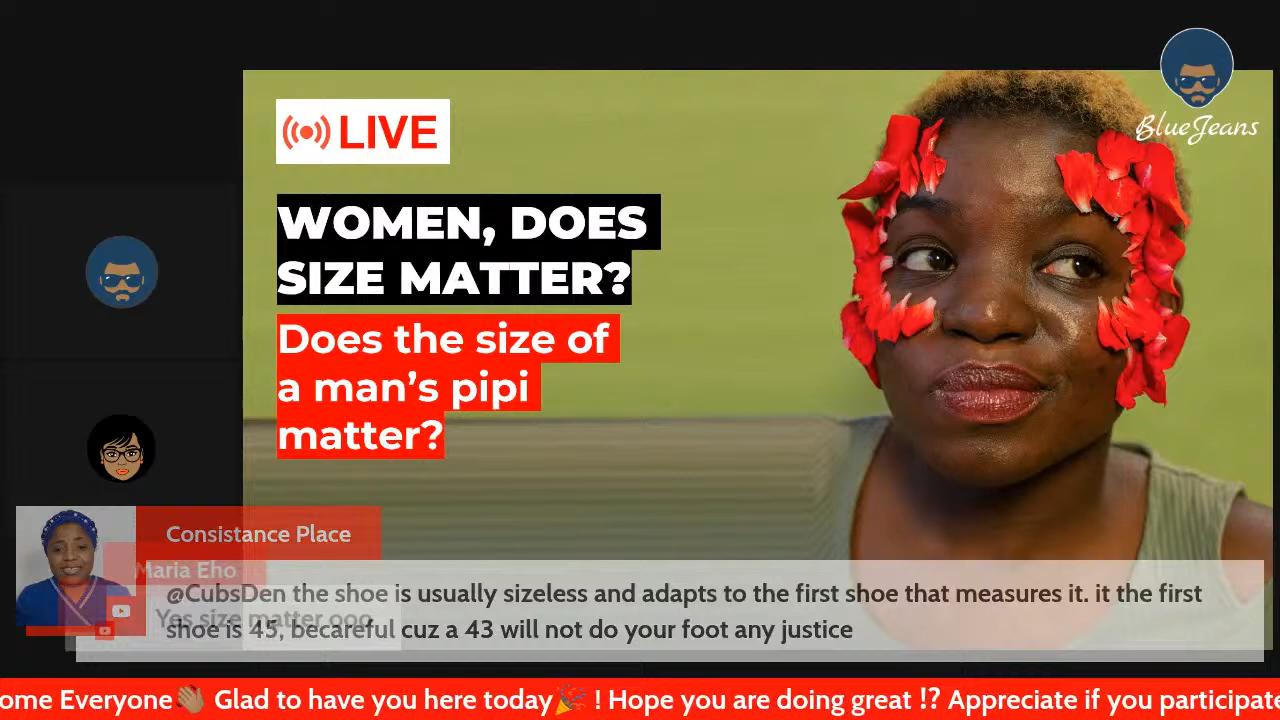 LIVE
BlueJeans
WOMEN, DOES
SIZE MATTER?
Does the size of
a man's pipi
matter?
Consistance Place
Maria Eho
@CubsDen the shoe is usually sizeless and adapts to the first shoe that measures it. it the first
shoe is 45, becareful cuz a 43 will not do your foot any justice
Yes size matter ooo
ome Everyone👋🏽 Glad to have you here today🎉 ! Hope you are doing great !? Appreciate if you participate